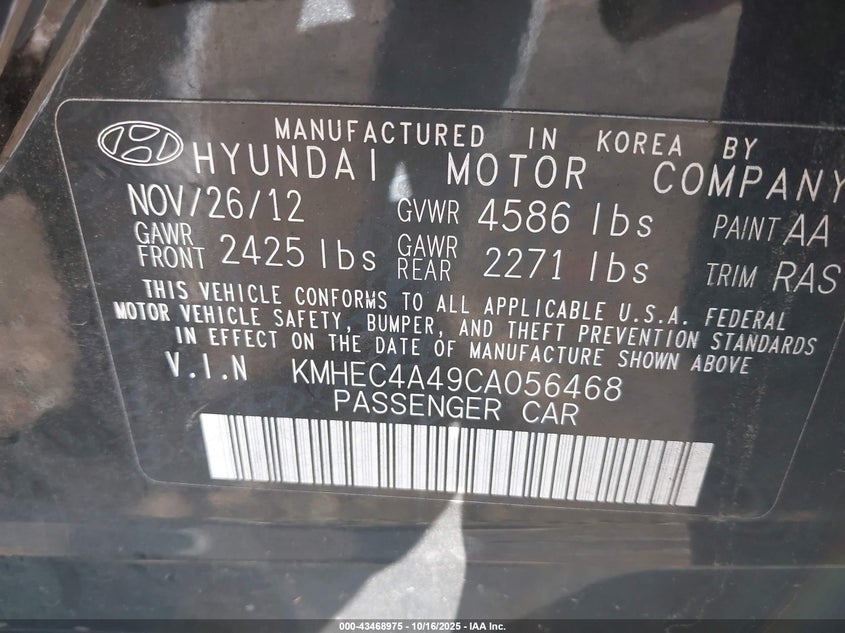 MANUFACTURED IN KOREA BY
HYUNDAI MOTOR COMPANY
NOV/26/12 GVWR 4586 lbs PAINT AA
GAWR FRONT 2425 lbs GAWR REAR 2271 lbs TRIM RAS
THIS VEHICLE CONFORMS TO ALL APPLICABLE U.S.A. FEDERAL
MOTOR VEHICLE SAFETY, BUMPER, AND THEFT PREVENTION STANDARDS
IN EFFECT ON THE DATE OF MANUFACTURE SHOWN ABOVE
V.I.N KMHEC4A49CA056468
PASSENGER CAR
000-43468975 - 10/16/2025 - IAA Inc.